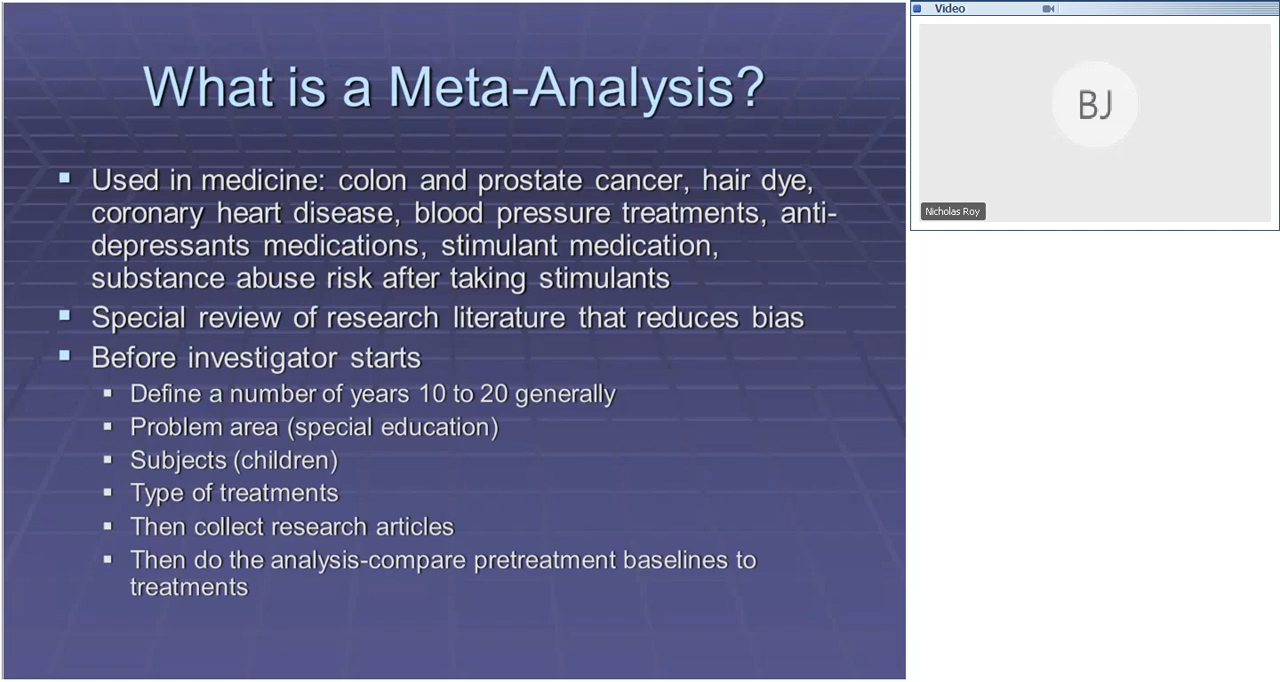 What is a Meta-Analysis?
Used in medicine: colon and prostate cancer, hair dye,
coronary heart disease, blood pressure treatments, anti-
depressants medications, stimulant medication,
substance abuse risk after taking stimulants
Special review of research literature that reduces bias
Before investigator starts
Define a number of years 10 to 20 generally
Problem area (special education)
Subjects (children)
Type of treatments
Then collect research articles
Then do the analysis-compare pretreatment baselines to
treatments
Video
BJ
Nicholas Roy